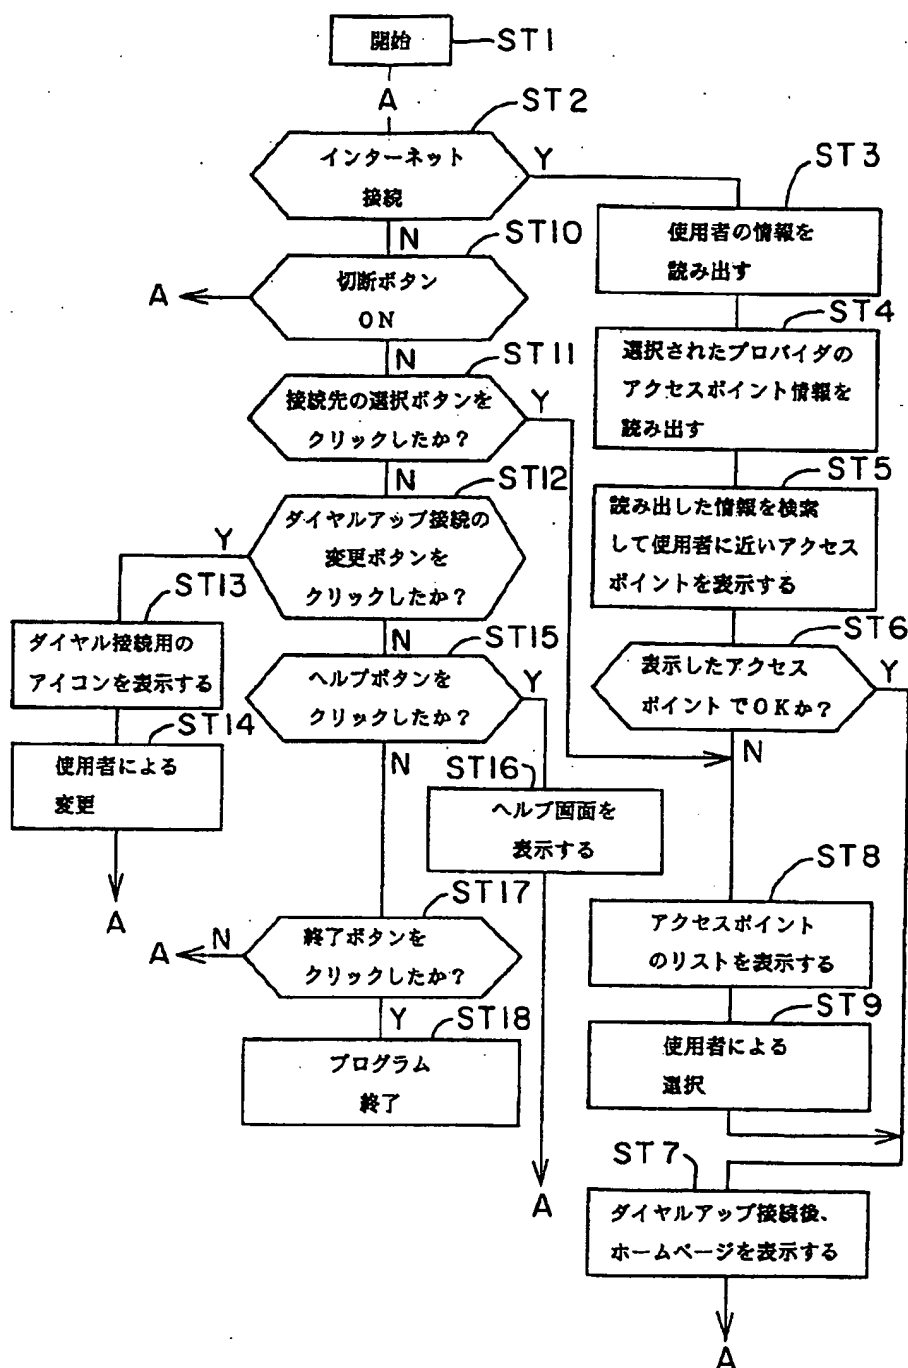 開始
ST1
A
ST2
インターネット
接続
Y
ST3
使用者の情報を
読み出す
N
ST10
切断ボタン
ON
A
ST4
選択されたプロバイダの
アクセスポイント情報を
読み出す
N
ST11
接続先の選択ボタンを
クリックしたか?
Y
ST5
読み出した情報を検索
して使用者に近いアクセス
ポイントを表示する
N
ST12
ダイヤルアップ接続の
変更ボタンを
クリックしたか?
Y
ST13
ダイヤル接続用の
アイコンを表示する
ST6
表示したアクセス
ポイントでOKか?
Y
N
N
ST15
ヘルプボタンを
クリックしたか?
Y
ST14
使用者による
変更
A
N
ST16
ヘルプ画面を
表示する
A
ST8
アクセスポイント
のリストを表示する
ST17
終了ボタンを
クリックしたか?
N
A
ST9
使用者による
選択
Y
ST18
プログラム
終了
ST7
ダイヤルアップ接続後、
ホームページを表示する
A